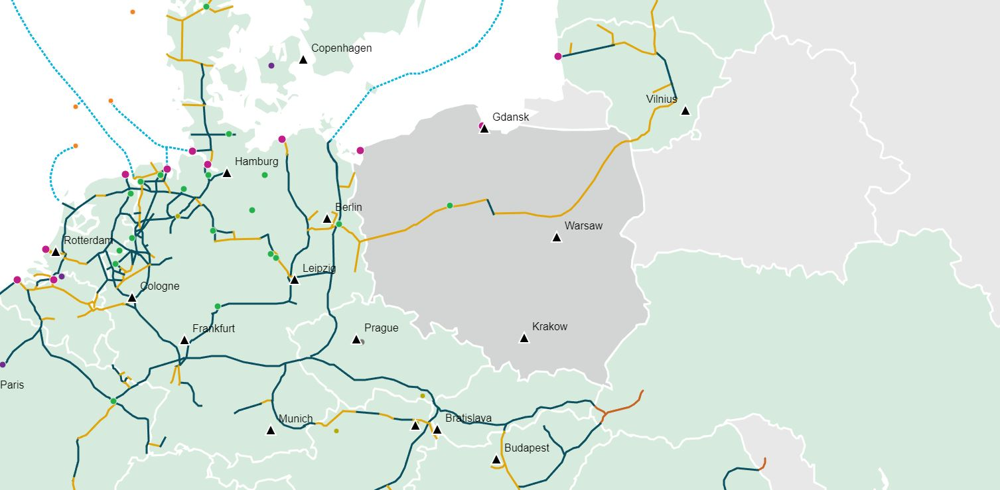 Copenhagen
Vilnius
Gdansk
Hamburg
Berlin
Warsaw
Rotterdam
Leipzig
Cologne
Krakow
Frankfurt
Prague
Paris
Munich
Bratislava
Budapest